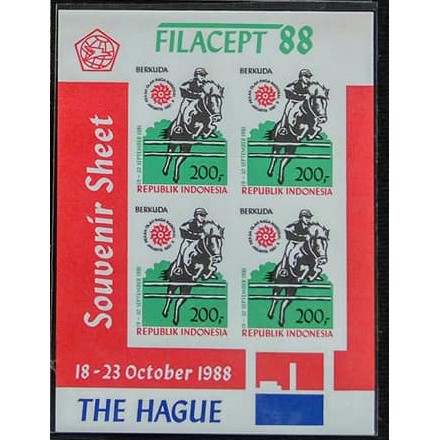 FILACEPT 88
Souvenir Sheet
BERKUDA
200,-
REPUBLIK INDONESIA
BERKUDA
200,-
REPUBLIK INDONESIA
BERKUDA
200,-
REPUBLIK INDONESIA
BERKUDA
200,-
REPUBLIK INDONESIA
18-23 October 1988
THE HAGUE